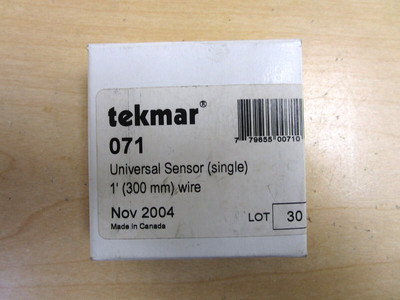 tekmar®
071
7 79655 00710
Universal Sensor (single)
1' (300 mm) wire
Nov 2004
Made in Canada
LOT 30